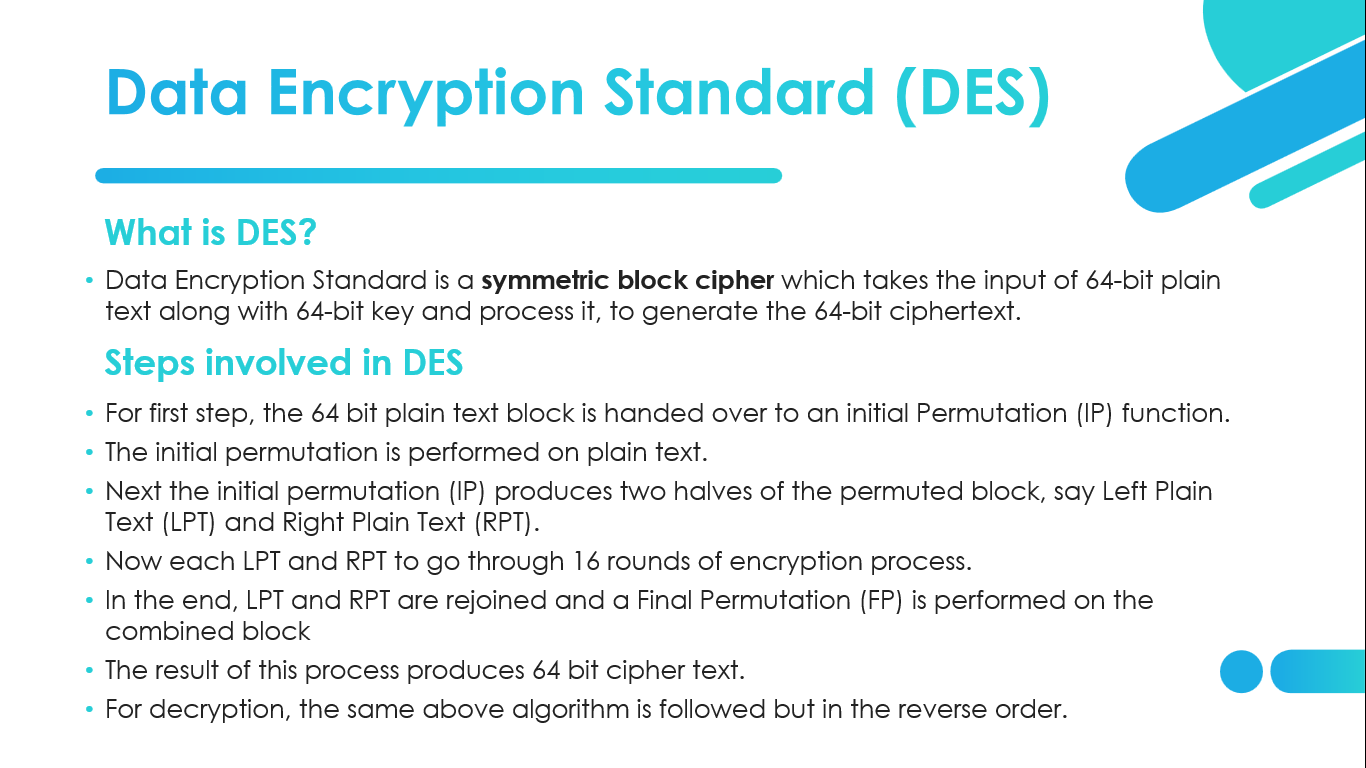 Data Encryption Standard (DES)
What is DES?
• Data Encryption Standard is a symmetric block cipher which takes the input of 64-bit plain
text along with 64-bit key and process it, to generate the 64-bit ciphertext.
Steps involved in DES
• For first step, the 64 bit plain text block is handed over to an initial Permutation (IP) function.
• The initial permutation is performed on plain text.
• Next the initial permutation (IP) produces two halves of the permuted block, say Left Plain
Text (LPT) and Right Plain Text (RPT).
• Now each LPT and RPT to go through 16 rounds of encryption process.
• In the end, LPT and RPT are rejoined and a Final Permutation (FP) is performed on the
combined block
• The result of this process produces 64 bit cipher text.
• For decryption, the same above algorithm is followed but in the reverse order.